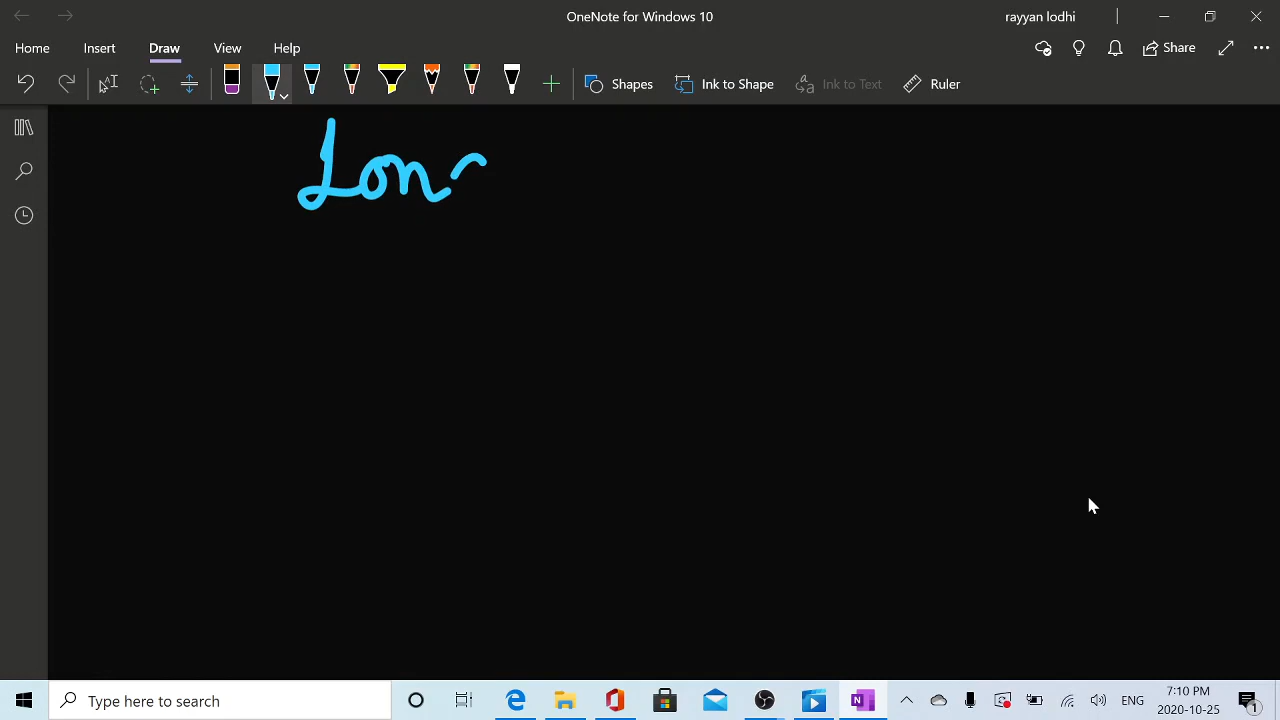 OneNote for Windows 10
rayyan lodhi
Home Insert Draw View Help
Share
Shapes
Ink to Shape
Ink to Text
Ruler
Lon
Type here to search
ENG
7:10 PM
2020-10-25
1